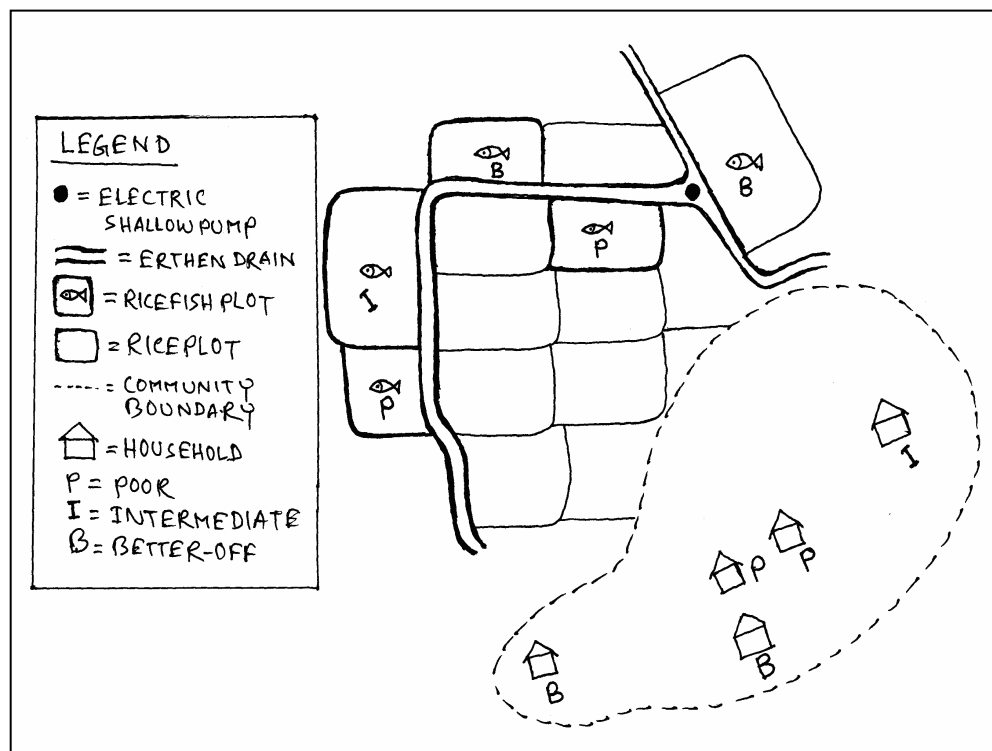 LEGEND
= ELECTRIC
SHALLOW PUMP
= ERTHEN DRAIN
= RICEFISH PLOT
= RICEPLOT
= COMMUNITY
BOUNDARY
= HOUSEHOLD
P = POOR
I = INTERMEDIATE
B = BETTER-OFF
B
B
P
I
P
I
P
P
B
B